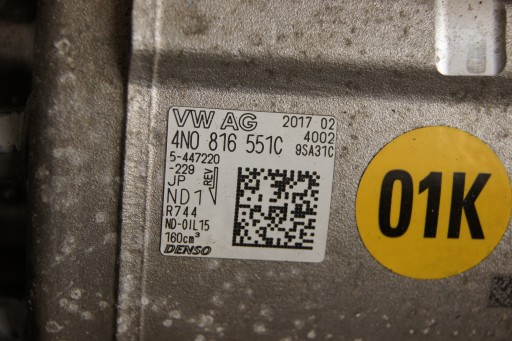 VW AG 2017 02
4N0 816 551C 4002
5-447220 9SA31C
-229
JP
ND1 REV
R744
ND-OIL15
160cm³
DENSO
01K